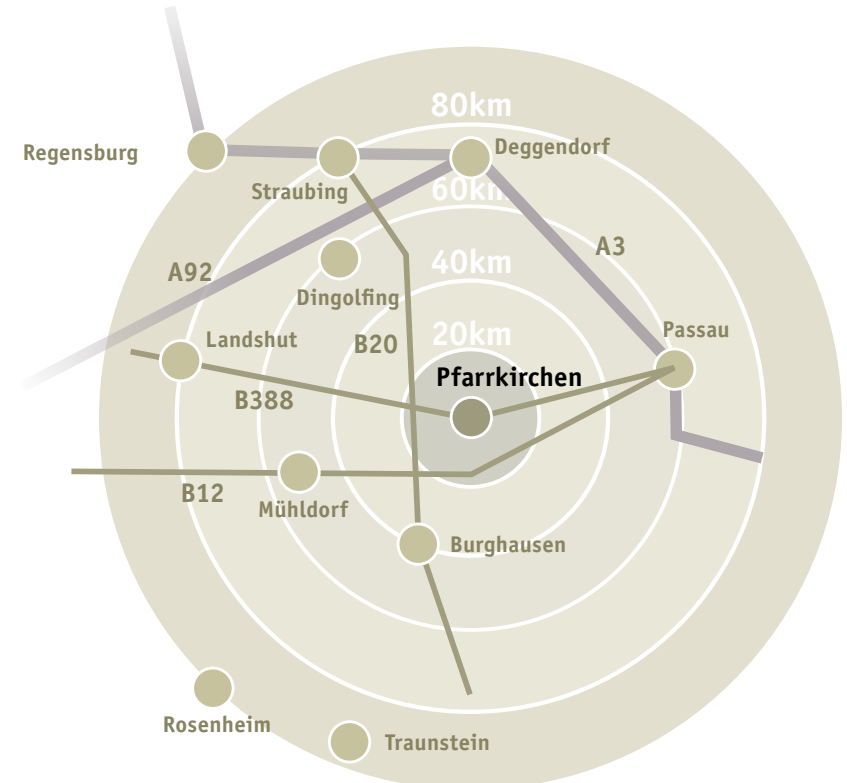 80km
Regensburg
Deggendorf
Straubing
60km
A3
A92
40km
Dingolfing
Passau
20km
Landshut
B20
Pfarrkirchen
B388
B12
Mühldorf
Burghausen
Rosenheim
Traunstein